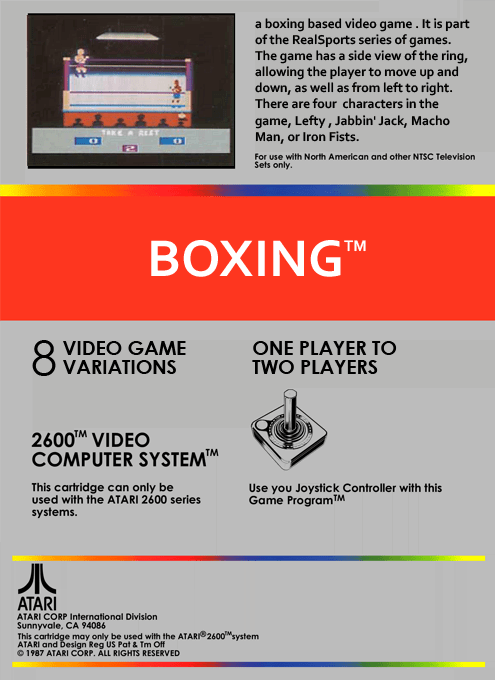 TAKE A REST
0
0
2
a boxing based video game . It is part
of the RealSports series of games.
The game has a side view of the ring,
allowing the player to move up and
down, as well as from left to right.
There are four characters in the
game, Lefty , Jabbin' Jack, Macho
Man, or Iron Fists.
For use with North American and other NTSC Television
Sets only.
BOXING™
8 VIDEO GAME
VARIATIONS
ONE PLAYER TO
TWO PLAYERS
2600™ VIDEO
COMPUTER SYSTEM™
This cartridge can only be
used with the ATARI 2600 series
systems.
Use you Joystick Controller with this
Game Program™
ATARI
ATARI CORP International Division
Sunnyvale, CA 94086
This cartridge may only be used with the ATARI®2600™system
ATARI and Design Reg US Pat & Tm Off
© 1987 ATARI CORP. ALL RIGHTS RESERVED